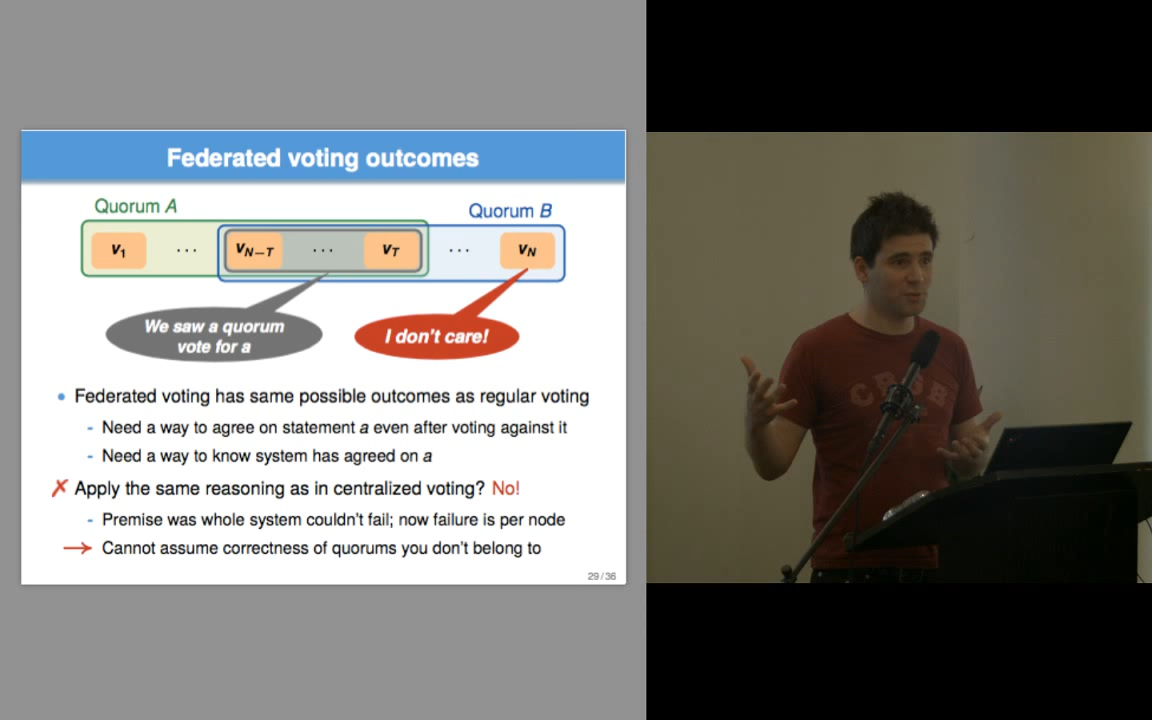 Federated voting outcomes
Quorum A
Quorum B
v1 ··· vN−T ··· vT ··· vN
We saw a quorum
vote for a
I don't care!
• Federated voting has same possible outcomes as regular voting
- Need a way to agree on statement a even after voting against it
- Need a way to know system has agreed on a
✗ Apply the same reasoning as in centralized voting? No!
- Premise was whole system couldn't fail; now failure is per node
→ Cannot assume correctness of quorums you don't belong to
29/36